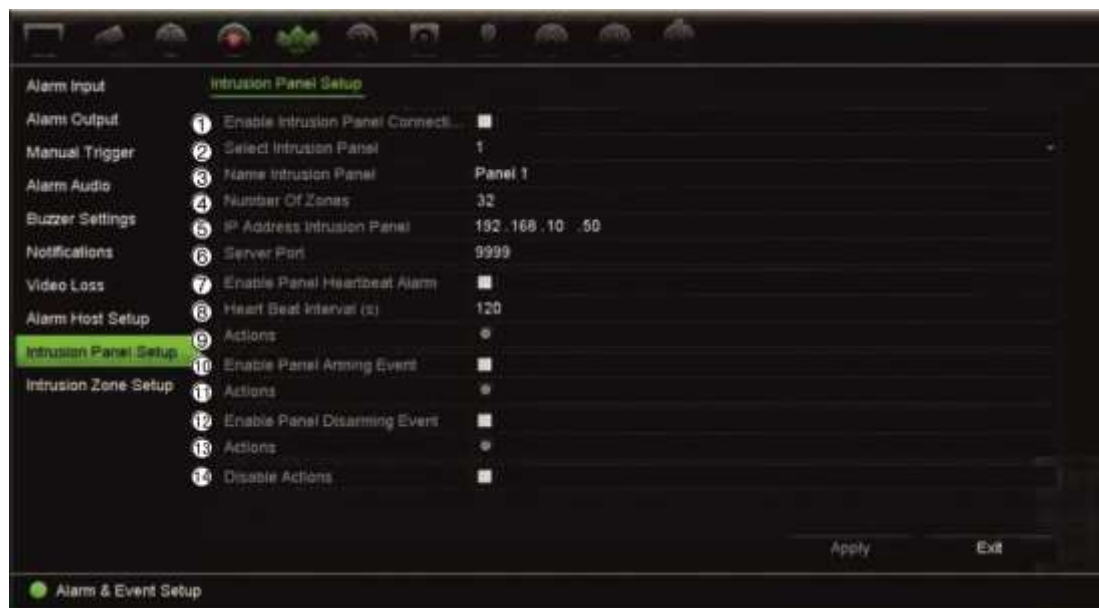 Alarm Input
Intrusion Panel Setup
Alarm Output
Manual Trigger
Alarm Audio
Buzzer Settings
Notifications
Video Loss
Alarm Host Setup
Intrusion Panel Setup
Intrusion Zone Setup
① Enable Intrusion Panel Connecti...
② Select Intrusion Panel 1
③ Name Intrusion Panel Panel 1
④ Number Of Zones 32
⑤ IP Address Intrusion Panel 192 .168 .10 .50
⑥ Server Port 9999
⑦ Enable Panel Heartbeat Alarm
⑧ Heart Beat Interval (s) 120
⑨ Actions
⑩ Enable Panel Arming Event
⑪ Actions
⑫ Enable Panel Disarming Event
⑬ Actions
⑭ Disable Actions
Apply Exit
Alarm & Event Setup